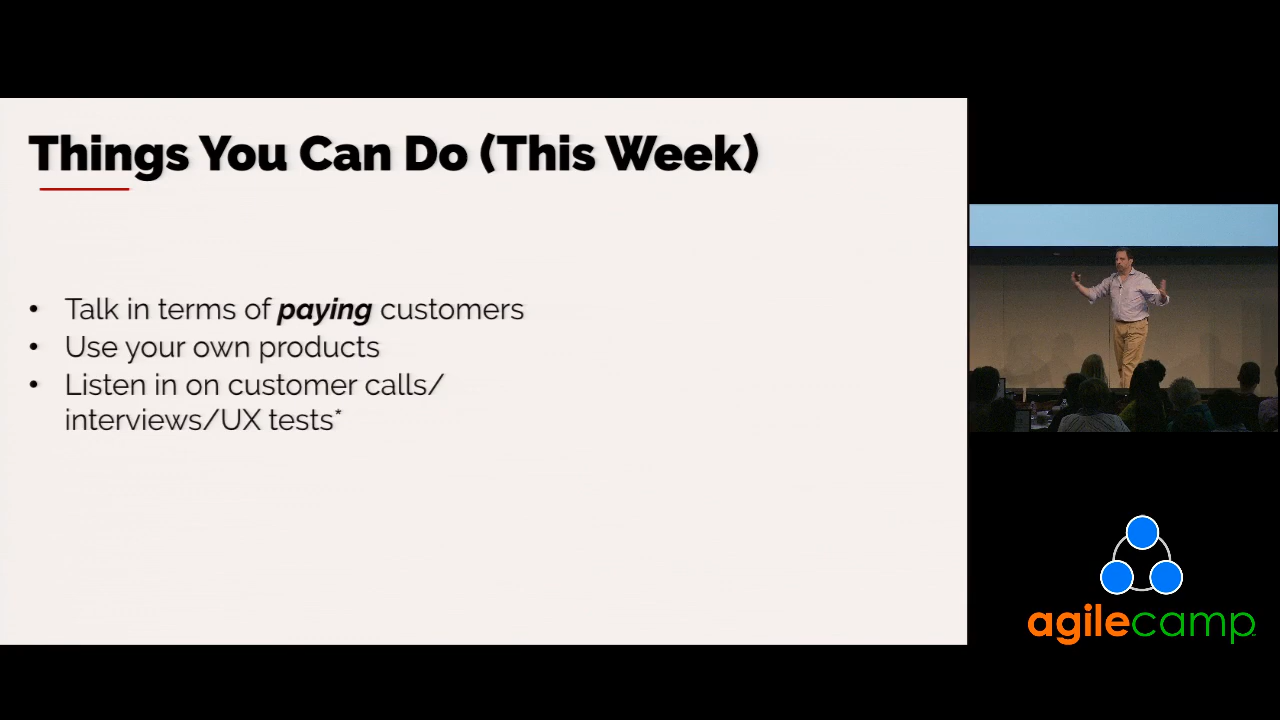 Things You Can Do (This Week)
• Talk in terms of paying customers
• Use your own products
• Listen in on customer calls/
interviews/UX tests*
agilecamp